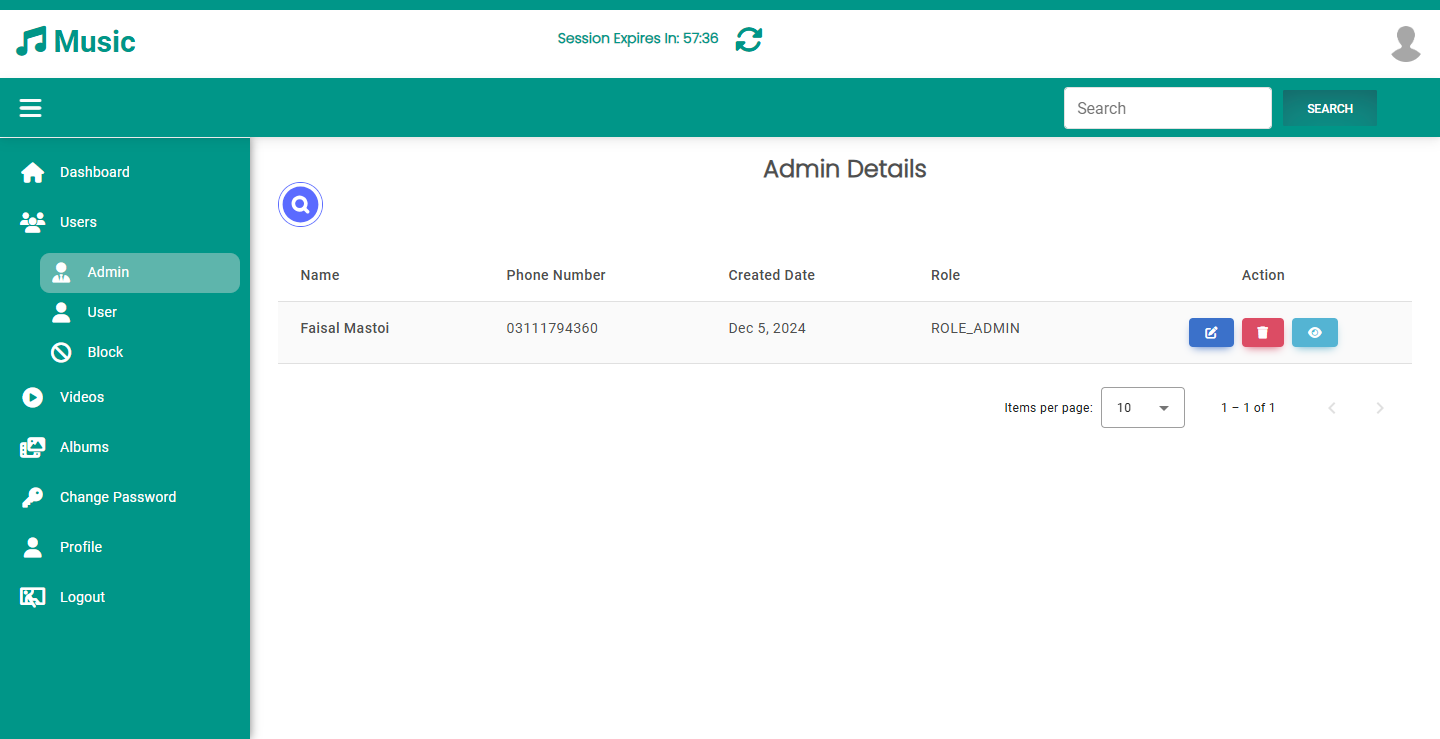 Music
Session Expires In: 57:36
Search
SEARCH
Dashboard
Users
Admin
User
Block
Videos
Albums
Change Password
Profile
Logout
Admin Details
Name Phone Number Created Date Role Action
Faisal Mastoi 03111794360 Dec 5, 2024 ROLE_ADMIN
Items per page: 10 1 – 1 of 1